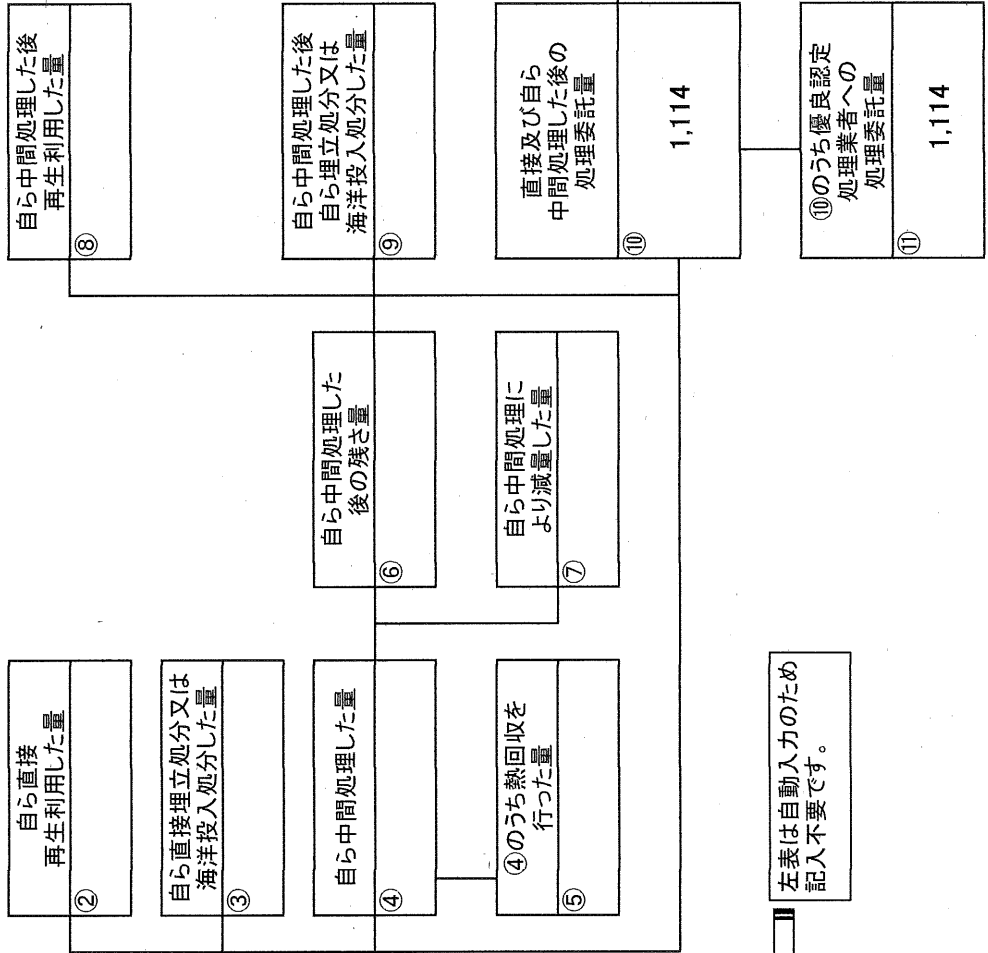 自ら直接
再生利用した量
②
自ら直接埋立処分又は
海洋投入処分した量
③
自ら中間処理した量
④
④のうち熱回収を
行った量
⑤
自ら中間処理した
後の残さ量
⑥
自ら中間処理に
より減量した量
⑦
自ら中間処理した後
再生利用した量
⑧
自ら中間処理した後
自ら埋立処分又は
海洋投入処分した量
⑨
直接及び自ら
中間処理した後の
処理委託量
⑩
1,114
⑩のうち優良認定
処理業者への
処理委託量
⑪
1,114
左表は自動入力のため
記入不要です。